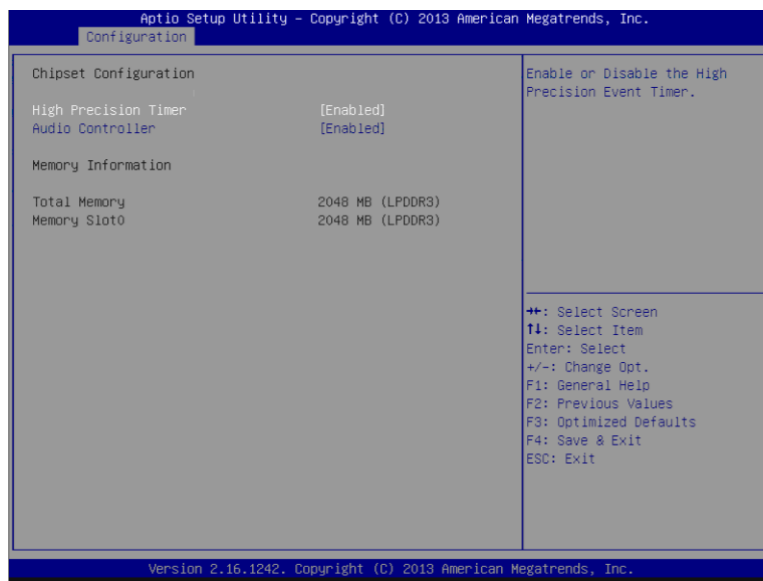 Aptio Setup Utility – Copyright (C) 2013 American Megatrends, Inc.
Configuration
Chipset Configuration
High Precision Timer [Enabled]
Audio Controller [Enabled]
Memory Information
Total Memory 2048 MB (LPDDR3)
Memory Slot0 2048 MB (LPDDR3)
Enable or Disable the High
Precision Event Timer.
→←: Select Screen
↑↓: Select Item
Enter: Select
+/-: Change Opt.
F1: General Help
F2: Previous Values
F3: Optimized Defaults
F4: Save & Exit
ESC: Exit
Version 2.16.1242. Copyright (C) 2013 American Megatrends, Inc.